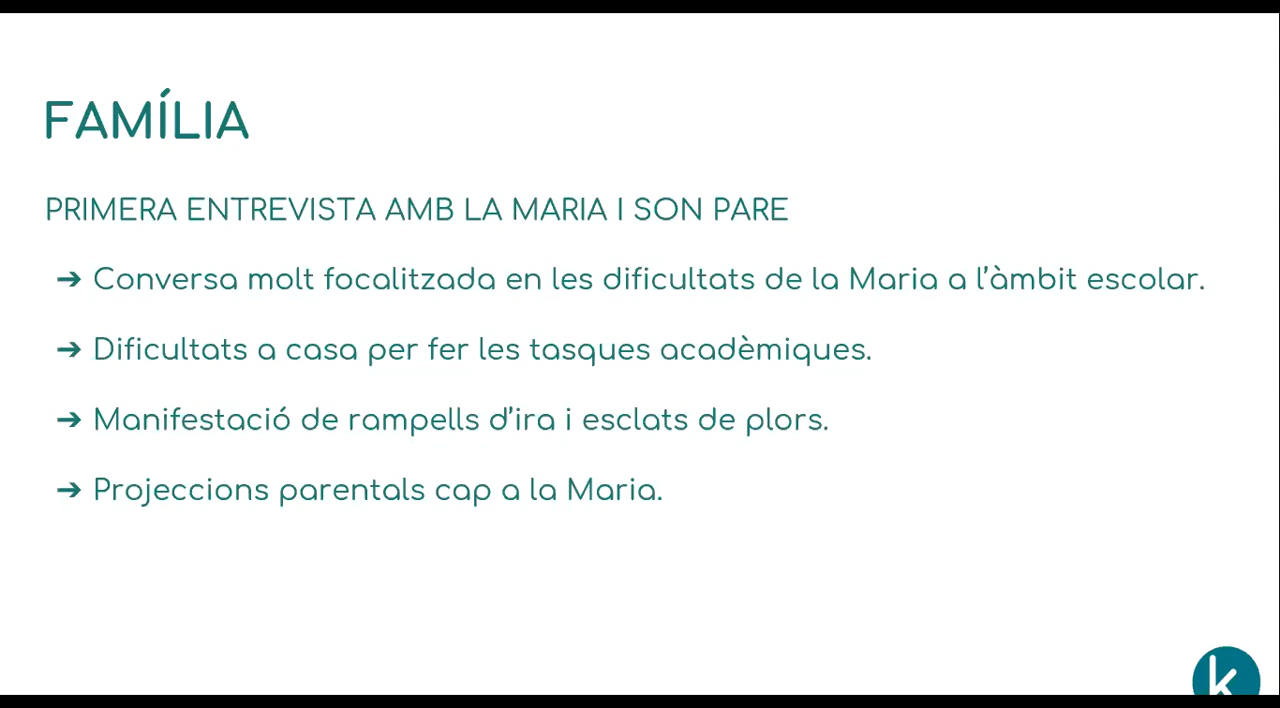 FAMÍLIA
PRIMERA ENTREVISTA AMB LA MARIA I SON PARE
➔ Conversa molt focalitzada en les dificultats de la Maria a l’àmbit escolar.
➔ Dificultats a casa per fer les tasques acadèmiques.
➔ Manifestació de rampells d’ira i esclats de plors.
➔ Projeccions parentals cap a la Maria.
k